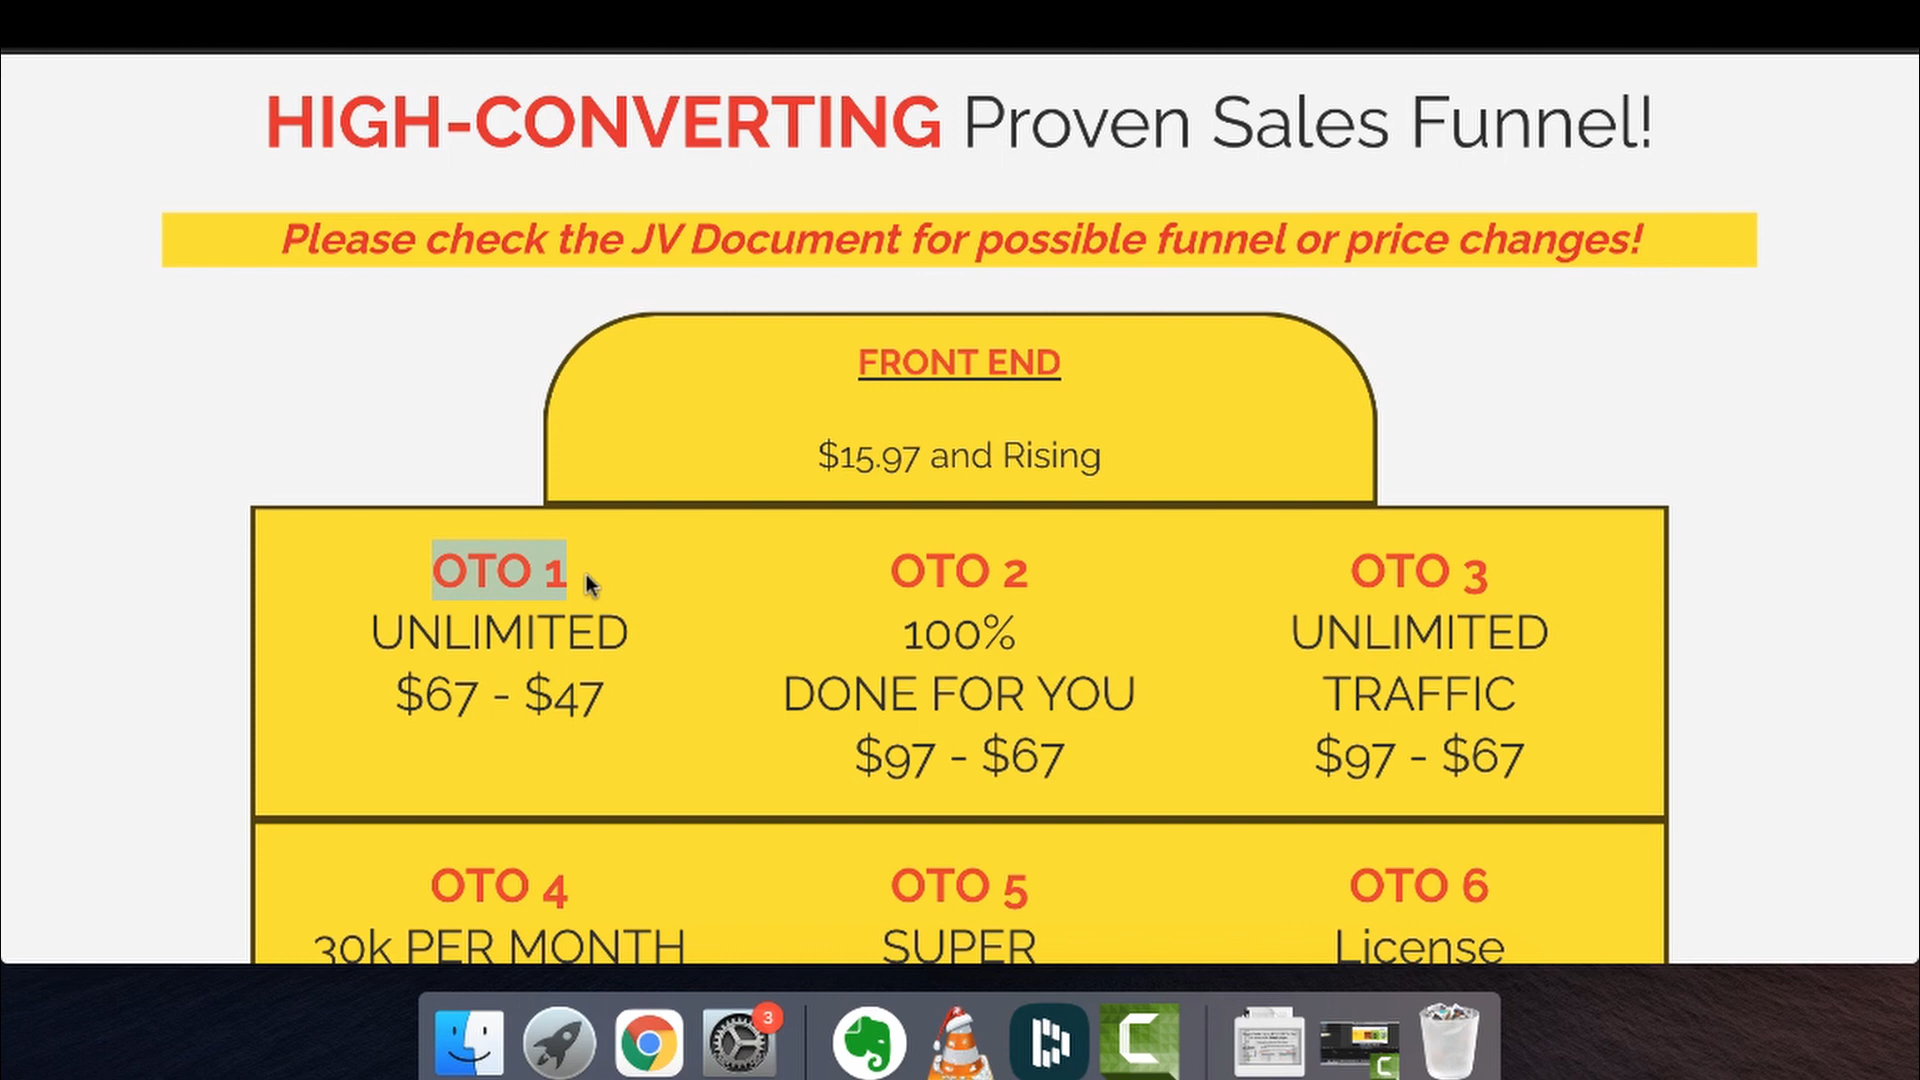 HIGH-CONVERTING Proven Sales Funnel!
Please check the JV Document for possible funnel or price changes!
FRONT END
$15.97 and Rising
OTO 1
UNLIMITED
$67 - $47
OTO 2
100%
DONE FOR YOU
$97 - $67
OTO 3
UNLIMITED
TRAFFIC
$97 - $67
OTO 4
30k PER MONTH
OTO 5
SUPER
OTO 6
License
3